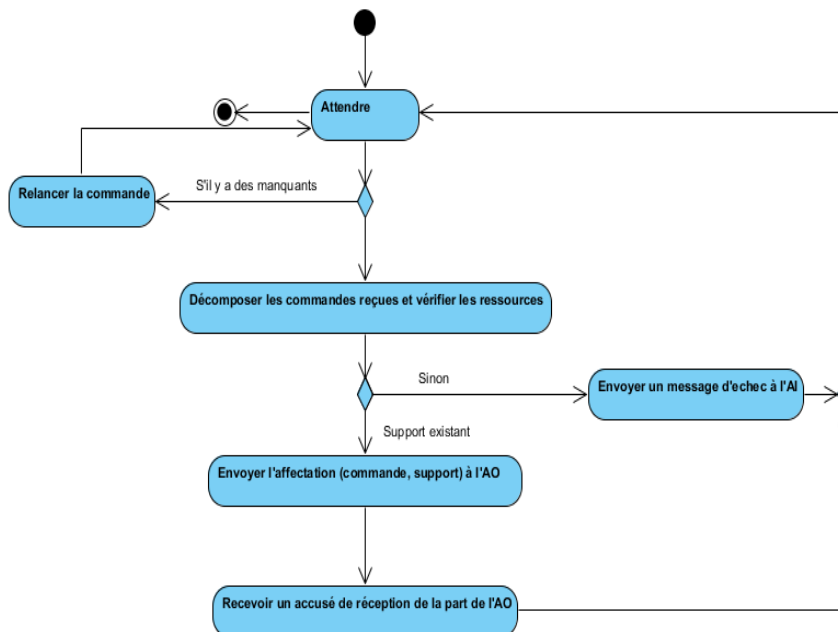 Attendre
S'il y a des manquants
Relancer la commande
Décomposer les commandes reçues et vérifier les ressources
Sinon
Envoyer un message d'echec à l'AI
Support existant
Envoyer l'affectation (commande, support) à l'AO
Recevoir un accusé de réception de la part de l'AO